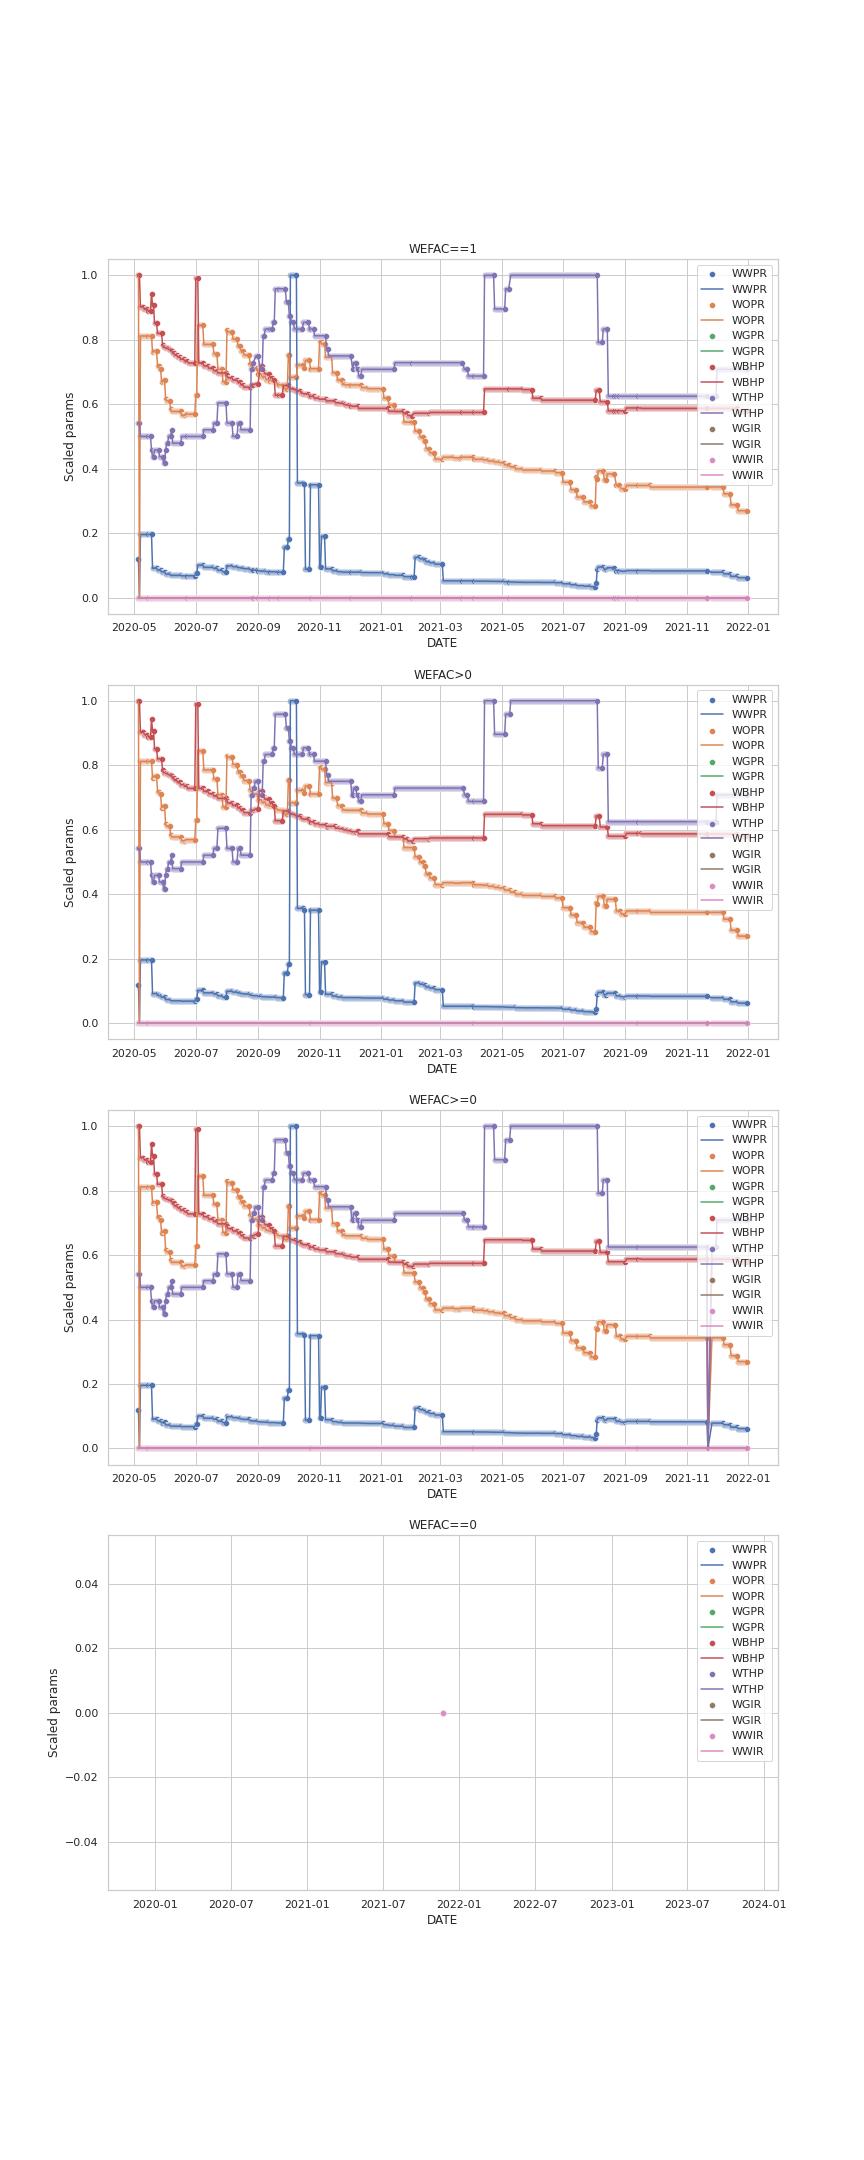 WEFAC==1
1.0
0.8
0.6
0.4
0.2
0.0
Scaled params
WWPR
WWPR
WOPR
WOPR
WGPR
WGPR
WBHP
WBHP
WTHP
WTHP
WGIR
WGIR
WWIR
WWIR
2020-05 2020-07 2020-09 2020-11 2021-01 2021-03 2021-05 2021-07 2021-09 2021-11 2022-01
DATE
WEFAC>0
1.0
0.8
0.6
0.4
0.2
0.0
Scaled params
WWPR
WWPR
WOPR
WOPR
WGPR
WGPR
WBHP
WBHP
WTHP
WTHP
WGIR
WGIR
WWIR
WWIR
2020-05 2020-07 2020-09 2020-11 2021-01 2021-03 2021-05 2021-07 2021-09 2021-11 2022-01
DATE
WEFAC>=0
1.0
0.8
0.6
0.4
0.2
0.0
Scaled params
WWPR
WWPR
WOPR
WOPR
WGPR
WGPR
WBHP
WBHP
WTHP
WTHP
WGIR
WGIR
WWIR
WWIR
2020-05 2020-07 2020-09 2020-11 2021-01 2021-03 2021-05 2021-07 2021-09 2021-11 2022-01
DATE
WEFAC==0
0.04
0.02
0.00
−0.02
−0.04
Scaled params
WWPR
WWPR
WOPR
WOPR
WGPR
WGPR
WBHP
WBHP
WTHP
WTHP
WGIR
WGIR
WWIR
WWIR
2020-01 2020-07 2021-01 2021-07 2022-01 2022-07 2023-01 2023-07 2024-01
DATE